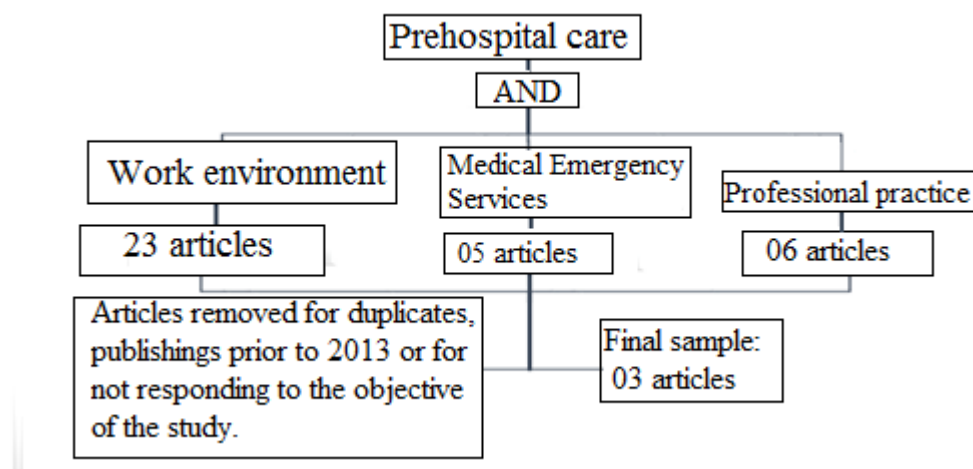 Prehospital care
AND
Work environment
Medical Emergency
Services
Professional practice
23 articles
05 articles
06 articles
Articles removed for duplicates,
publishings prior to 2013 or for
not responding to the objective
of the study.
Final sample:
03 articles